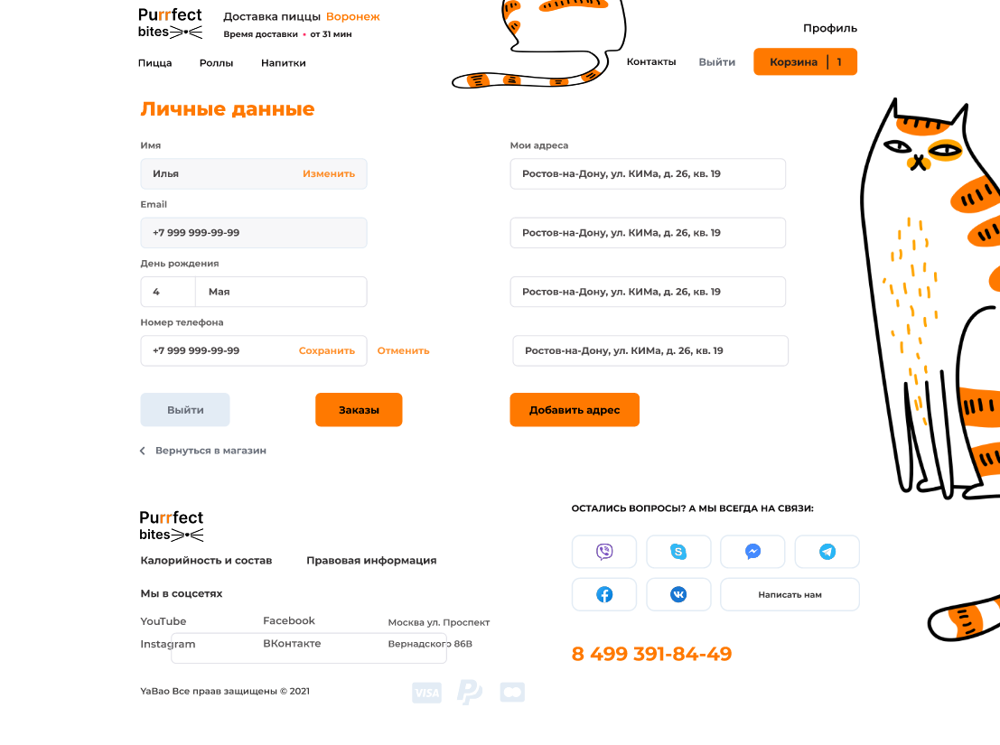 Purrfect
bites
Доставка пиццы Воронеж
Время доставки • от 31 мин
Профиль
Пицца Роллы Напитки
Контакты Выйти Корзина | 1
Личные данные
Имя
Илья Изменить
Email
+7 999 999-99-99
День рождения
4 Мая
Номер телефона
+7 999 999-99-99 Сохранить Отменить
Мои адреса
Ростов-на-Дону, ул. КИМа, д. 26, кв. 19
Ростов-на-Дону, ул. КИМа, д. 26, кв. 19
Ростов-на-Дону, ул. КИМа, д. 26, кв. 19
Ростов-на-Дону, ул. КИМа, д. 26, кв. 19
Выйти Заказы Добавить адрес
Вернуться в магазин
Purrfect
bites
Калорийность и состав Правовая информация
Мы в соцсетях
YouTube Facebook Москва ул. Проспект
Instagram ВКонтакте Вернадского 86В
YaBao Все праав защищены © 2021
VISA
ОСТАЛИСЬ ВОПРОСЫ? А МЫ ВСЕГДА НА СВЯЗИ:
Написать нам
8 499 391-84-49